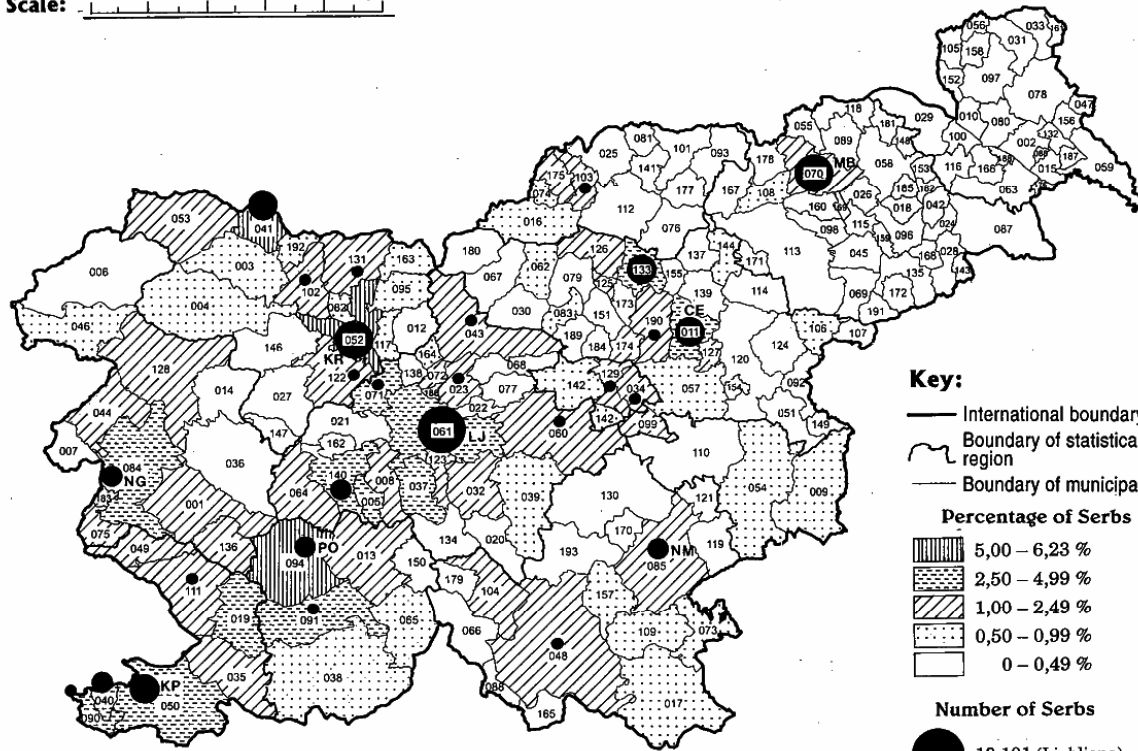 Scale:
056 033 161
105 158 031
152 097
078
047
118 029 010 080 156
055 181 002 132
089 148 100
081 101
025 093 178 058 116 166 015 187 059
141 MB 153 063
175 103 070
074 177 167 108 185
112 160 026 018 042
016 098 115 024
076 096 087
053 041
192 126 137 144 113 045 168 028
006 131 163 180 133 171 135 143
003 062 079 155
067 125
102 095 139 114 069 172
004 173 CE 191
030 083 151 190 011 106
046 052 012 043 107
146 117 189 184 174 127 120 124
KR 164
128 138 072 068
122 023 129 092
014 071 077 142 034 057 154
027 022 051
044 021 142 099 149
061 LJ 060
147 162
007 036 110
084 NG 140 123
064 008 037 032 039 054 009
183 001 005 130 121
075 134 020 170
049 136 PO 013 NM 119
094 150 193 085
111 179 104 157
091
019 065 066 109 073
048
035 038
KP 088 017
040 050 165
090
Key:
International boundary
Boundary of statistical
region
Boundary of municipa
Percentage of Serbs
5,00 – 6,23 %
2,50 – 4,99 %
1,00 – 2,49 %
0,50 – 0,99 %
0 – 0,49 %
Number of Serbs